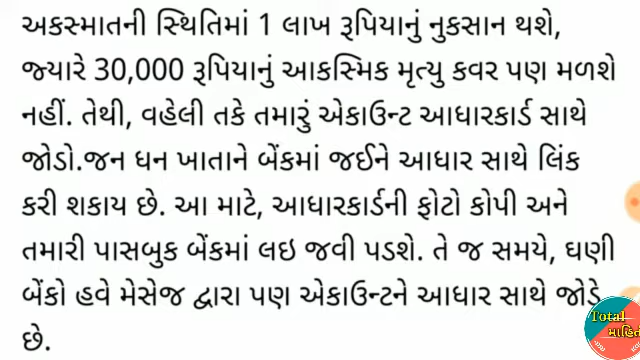 અકસ્માતની સ્થિતિમાં 1 લાખ રૂપિયાનું નુકસાન થશે,
જ્યારે 30,000 રૂપિયાનું આકસ્મિક મૃત્યુ કવર પણ મળશે
નહીં. તેથી, વહેલી તકે તમારું એકાઉન્ટ આધારકાર્ડ સાથે
જોડો.જન ધન ખાતાને બેંકમાં જઈને આધાર સાથે લિંક
કરી શકાય છે. આ માટે, આધારકાર્ડની ફોટો કોપી અને
તમારી પાસબુક બેંકમાં લઇ જવી પડશે. તે જ સમયે, ઘણી
બેંકો હવે મેસેજ દ્વારા પણ એકાઉન્ટને આધાર સાથે જોડે
છે.
Total